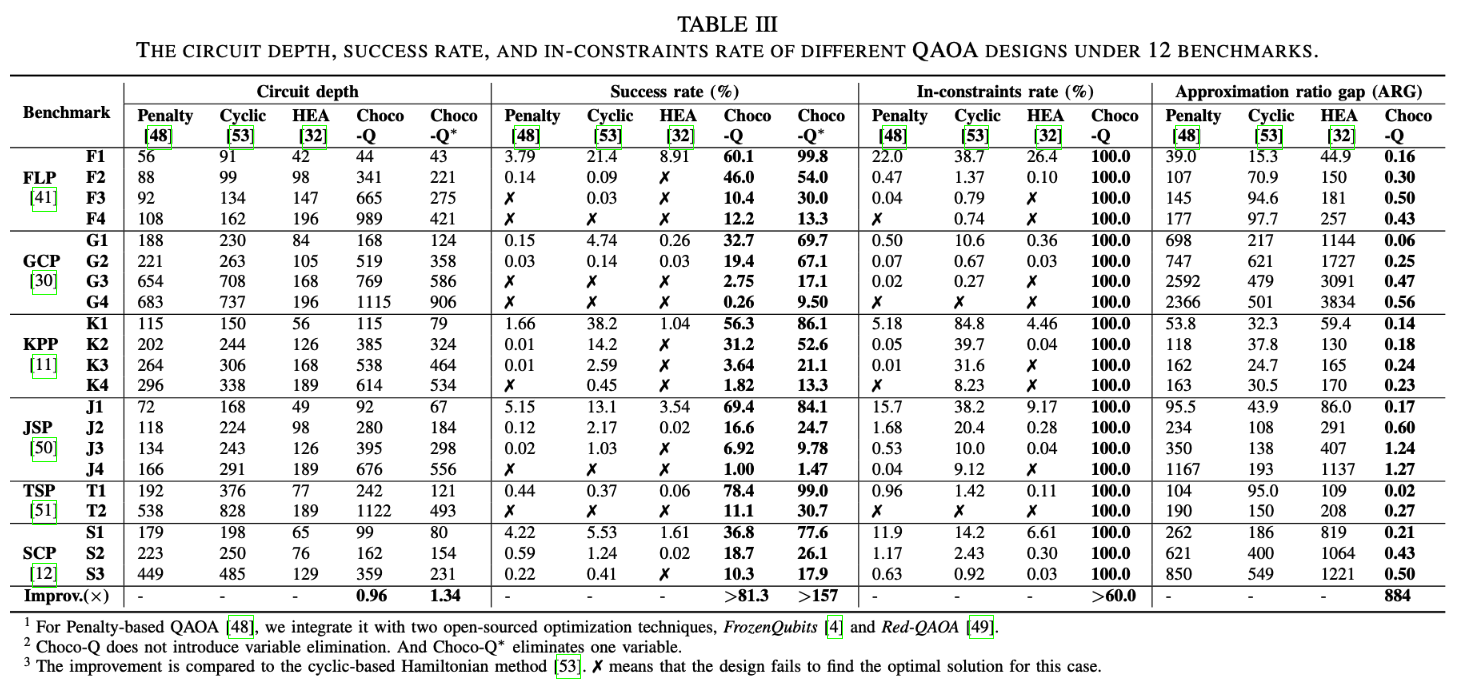 TABLE III
THE CIRCUIT DEPTH, SUCCESS RATE, AND IN-CONSTRAINTS RATE OF DIFFERENT QAOA DESIGNS UNDER 12 BENCHMARKS.
Benchmark Circuit depth Success rate (%) In-constraints rate (%) Approximation ratio gap (ARG)
Penalty Cyclic HEA Choco Choco Penalty Cyclic HEA Choco Choco Penalty Cyclic HEA Choco Penalty Cyclic HEA Choco
[48] [53] [32] -Q -Q* [48] [53] [32] -Q -Q* [48] [53] [32] -Q [48] [53] [32] -Q
F1 56 91 42 44 43 3.79 21.4 8.91 60.1 99.8 22.0 38.7 26.4 100.0 39.0 15.3 44.9 0.16
FLP F2 88 99 98 341 221 0.14 0.09 ✗ 46.0 54.0 0.47 1.37 0.10 100.0 107 70.9 150 0.30
[41] F3 92 134 147 665 275 ✗ 0.03 ✗ 10.4 30.0 0.04 0.79 ✗ 100.0 145 94.6 181 0.50
F4 108 162 196 989 421 ✗ ✗ ✗ 12.2 13.3 ✗ 0.74 ✗ 100.0 177 97.7 257 0.43
G1 188 230 84 168 124 0.15 4.74 0.26 32.7 69.7 0.50 10.6 0.36 100.0 698 217 1144 0.06
GCP G2 221 263 105 519 358 0.03 0.14 0.03 19.4 67.1 0.07 0.67 0.03 100.0 747 621 1727 0.25
[30] G3 654 708 168 769 586 ✗ ✗ ✗ 2.75 17.1 0.02 0.27 ✗ 100.0 2592 479 3091 0.47
G4 683 737 196 1115 906 ✗ ✗ ✗ 0.26 9.50 ✗ ✗ ✗ 100.0 2366 501 3834 0.56
K1 115 150 56 115 79 1.66 38.2 1.04 56.3 86.1 5.18 84.8 4.46 100.0 53.8 32.3 59.4 0.14
KPP K2 202 244 126 385 324 0.01 14.2 ✗ 31.2 52.6 0.05 39.7 0.04 100.0 118 37.8 130 0.18
[11] K3 264 306 168 538 464 0.01 2.59 ✗ 3.64 21.1 0.01 31.6 ✗ 100.0 162 24.7 165 0.24
K4 296 338 189 614 534 ✗ 0.45 ✗ 1.82 13.3 ✗ 8.23 ✗ 100.0 163 30.5 170 0.23
J1 72 168 49 92 67 5.15 13.1 3.54 69.4 84.1 15.7 38.2 9.17 100.0 95.5 43.9 86.0 0.17
JSP J2 118 224 98 280 184 0.12 2.17 0.02 16.6 24.7 1.68 20.4 0.28 100.0 234 108 291 0.60
[50] J3 134 243 126 395 298 0.02 1.03 ✗ 6.92 9.78 0.53 10.0 0.04 100.0 350 138 407 1.24
J4 166 291 189 676 556 ✗ ✗ ✗ 1.00 1.47 0.04 9.12 ✗ 100.0 1167 193 1137 1.27
TSP T1 192 376 77 242 121 0.44 0.37 0.06 78.4 99.0 0.96 1.42 0.11 100.0 104 95.0 109 0.02
[51] T2 538 828 189 1122 493 ✗ ✗ ✗ 11.1 30.7 ✗ ✗ ✗ 100.0 190 150 208 0.27
S1 179 198 65 99 80 4.22 5.53 1.61 36.8 77.6 11.9 14.2 6.61 100.0 262 186 819 0.21
SCP S2 223 250 76 162 154 0.59 1.24 0.02 18.7 26.1 1.17 2.43 0.30 100.0 621 400 1064 0.43
[12] S3 449 485 129 359 231 0.22 0.41 ✗ 10.3 17.9 0.63 0.92 0.03 100.0 850 549 1221 0.50
Improv.(×) - - - 0.96 1.34 - - - >81.3 >157 - - - >60.0 - - - 884
1 For Penalty-based QAOA [48], we integrate it with two open-sourced optimization techniques, FrozenQubits [4] and Red-QAOA [49].
2 Choco-Q does not introduce variable elimination. And Choco-Q* eliminates one variable.
3 The improvement is compared to the cyclic-based Hamiltonian method [53]. ✗ means that the design fails to find the optimal solution for this case.